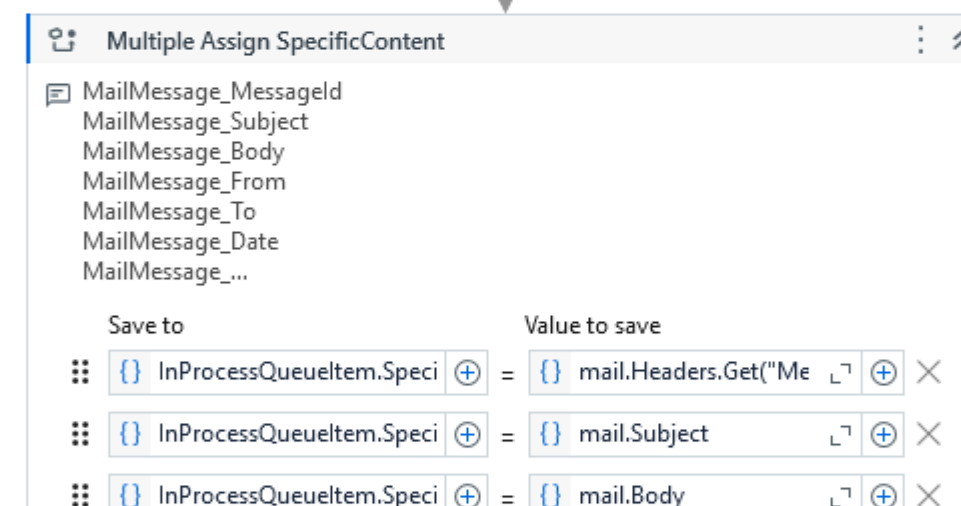 Multiple Assign SpecificContent
MailMessage_MessageId
MailMessage_Subject
MailMessage_Body
MailMessage_From
MailMessage_To
MailMessage_Date
MailMessage_...
Save to Value to save
{} InProcessQueueItem.Speci = {} mail.Headers.Get("Me
{} InProcessQueueItem.Speci = {} mail.Subject
{} InProcessQueueItem.Speci = {} mail.Body